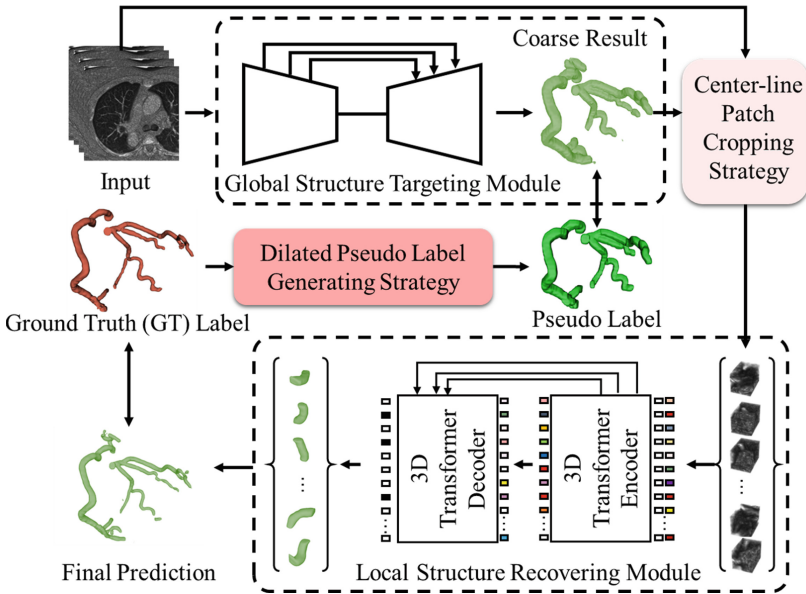 Coarse Result
Input
Global Structure Targeting Module
Center-line
Patch
Cropping
Strategy
Dilated Pseudo Label
Generating Strategy
Ground Truth (GT) Label
Pseudo Label
3D
Transformer
Decoder
3D
Transformer
Encoder
Final Prediction
Local Structure Recovering Module